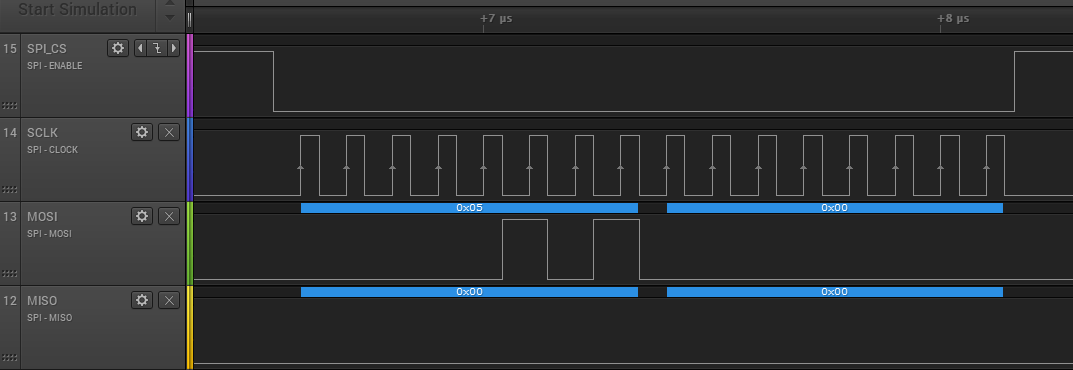 Start Simulation
+7 µs
+8 µs
15 SPI_CS
SPI - ENABLE
14 SCLK
SPI - CLOCK
0x05
0x00
13 MOSI
SPI - MOSI
0x00
0x00
12 MISO
SPI - MISO